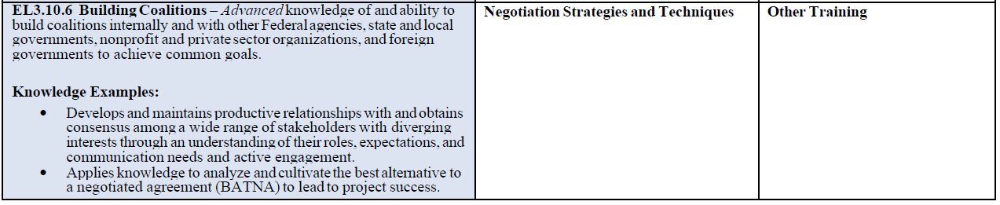 EL3.10.6 Building Coalitions – Advanced knowledge of and ability to
build coalitions internally and with other Federal agencies, state and local
governments, nonprofit and private sector organizations, and foreign
governments to achieve common goals.
Knowledge Examples:
• Develops and maintains productive relationships with and obtains
consensus among a wide range of stakeholders with diverging
interests through an understanding of their roles, expectations, and
communication needs and active engagement.
• Applies knowledge to analyze and cultivate the best alternative to
a negotiated agreement (BATNA) to lead to project success.
Negotiation Strategies and Techniques
Other Training